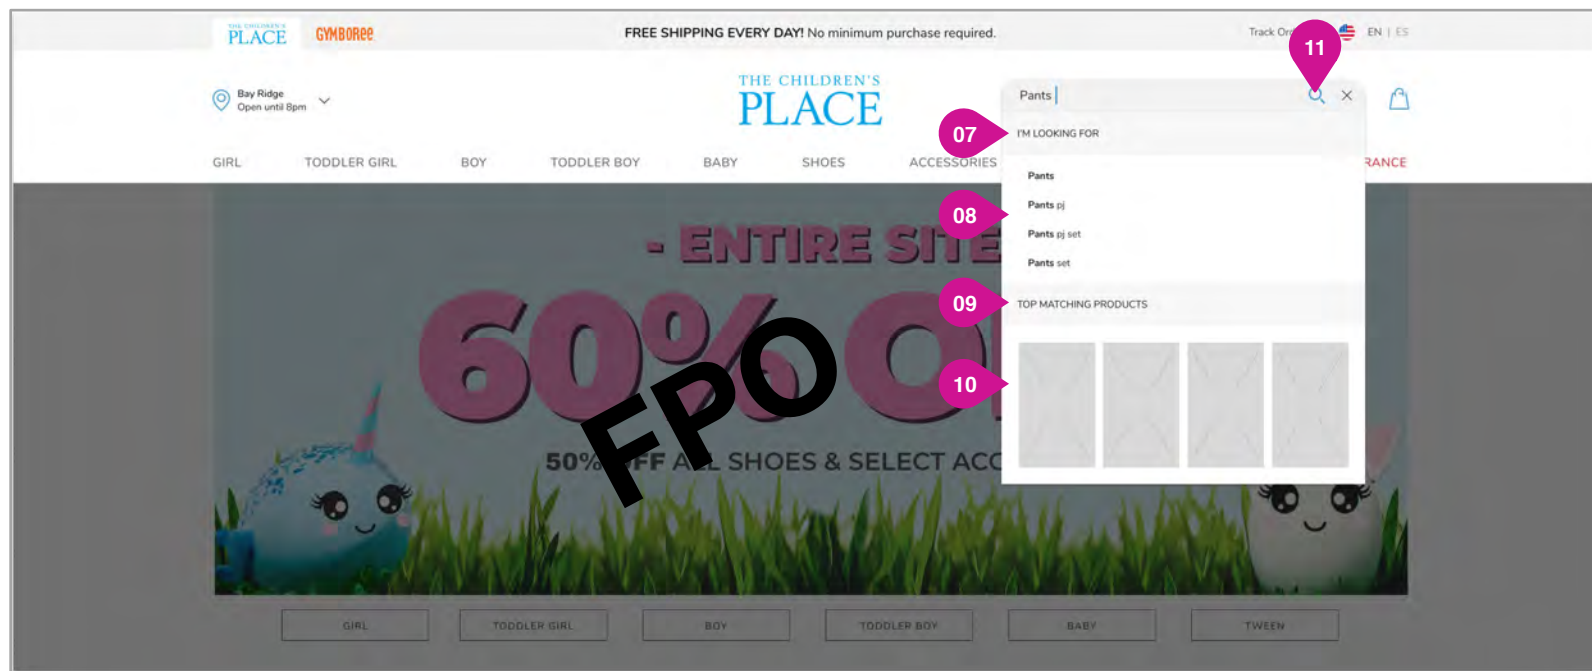 THE CHILDREN'S
PLACE
GYMBOREE
FREE SHIPPING EVERY DAY! No minimum purchase required.
Track
EN | ES
11
Bay Ridge
Open until 8pm
THE CHILDREN'S
PLACE
Pants
07
I'M LOOKING FOR
GIRL
TODDLER GIRL
BOY
TODDLER BOY
BABY
SHOES
ACCESSORIES
RANCE
Pants
08
Pants pj
Pants pj set
Pants set
- ENTIRE SITE
09
TOP MATCHING PRODUCTS
60% O
FPO
10
50% OFF ALL SHOES & SELECT ACC
GIRL
TODDLER GIRL
BOY
TODDLER BOY
BABY
TWEEN